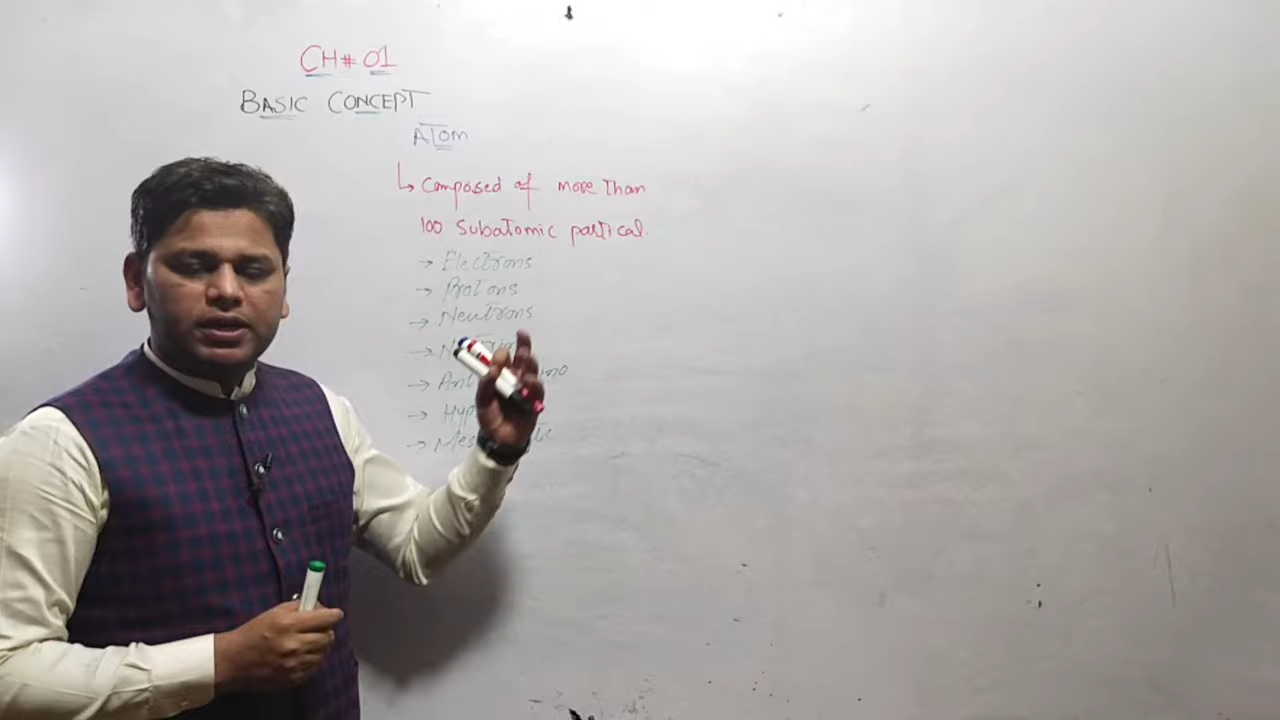 CH# 01
BASIC CONCEPT
ATOM
↳ Composed of more Than
100 Subatomic partical.
→ Electrons
→ Protons
→ Neutrons
→
→
→
→